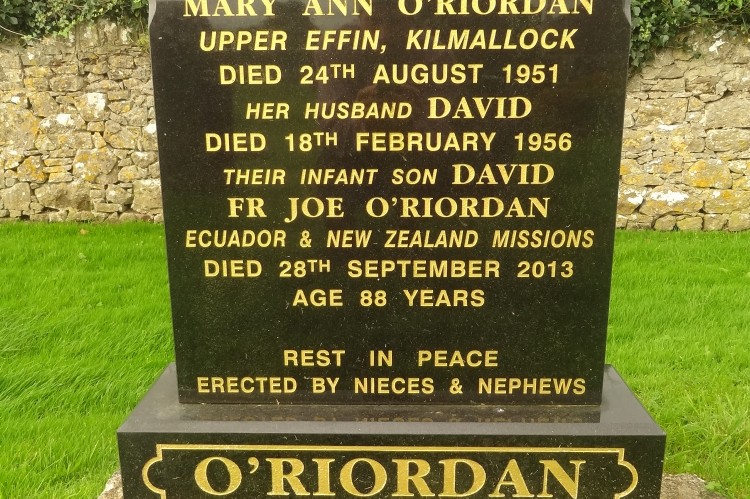 MARY ANN O'RIORDAN
UPPER EFFIN, KILMALLOCK
DIED 24TH AUGUST 1951
HER HUSBAND DAVID
DIED 18TH FEBRUARY 1956
THEIR INFANT SON DAVID
FR JOE O'RIORDAN
ECUADOR & NEW ZEALAND MISSIONS
DIED 28TH SEPTEMBER 2013
AGE 88 YEARS
REST IN PEACE
ERECTED BY NIECES & NEPHEWS
O'RIORDAN